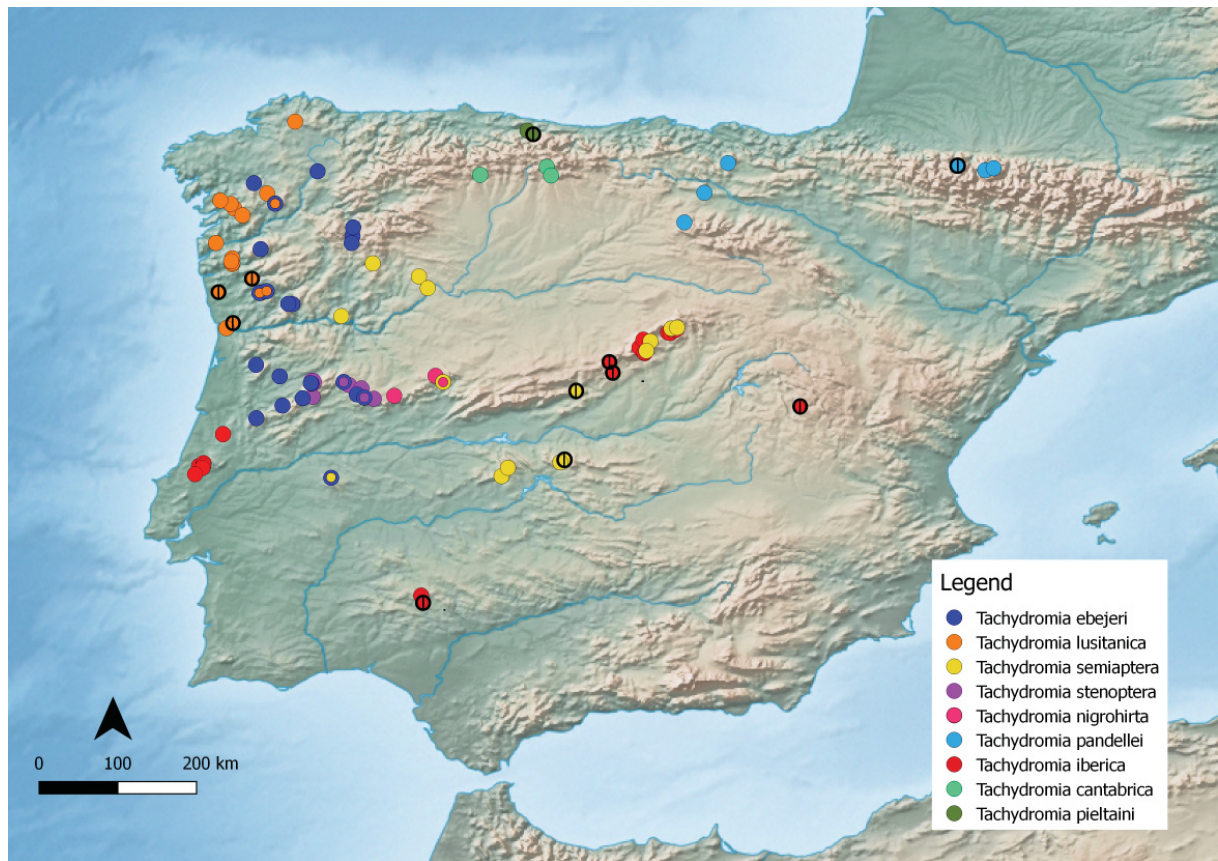 Legend
Tachydromia ebejeri
Tachydromia lusitanica
Tachydromia semiaptera
Tachydromia stenoptera
Tachydromia nigrohirta
Tachydromia pandellei
Tachydromia iberica
Tachydromia cantabrica
Tachydromia pieltaini
0 100 200 km